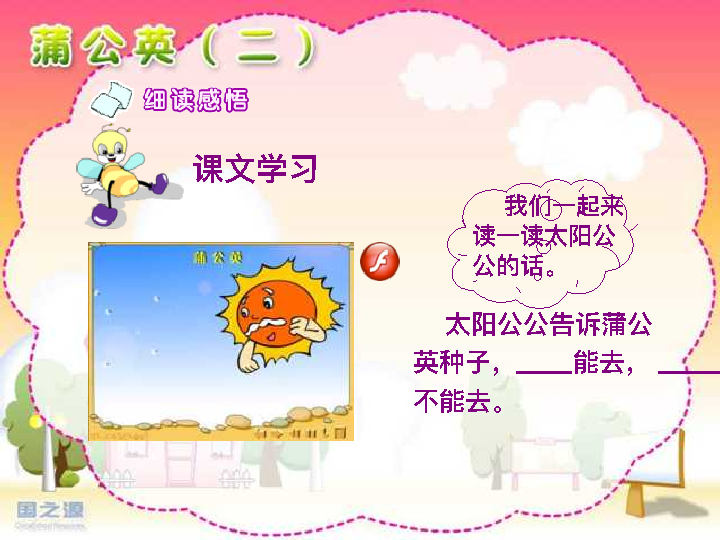 蒲公英（二）
细读感悟
课文学习
我们一起来
读一读太阳公
公的话。
蒲公英
太阳公公告诉蒲公
英种子，____能去，_____
不能去。
国之源